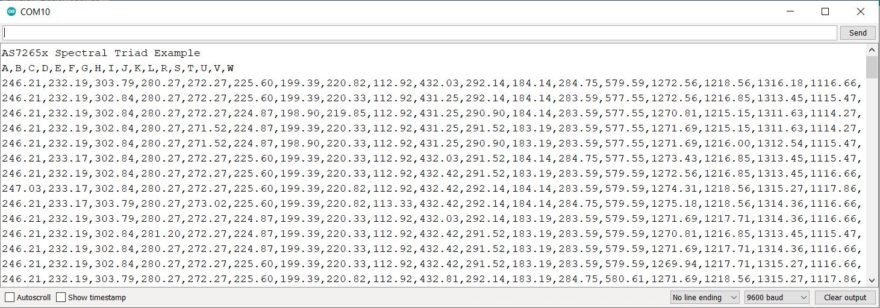 COM10
Send
AS7265x Spectral Triad Example
A,B,C,D,E,F,G,H,I,J,K,L,R,S,T,U,V,W
246.21,232.19,303.79,280.27,272.27,225.60,199.39,220.82,112.92,432.03,292.14,184.14,284.75,579.59,1272.56,1218.56,1316.18,1116.66,
246.21,232.19,302.84,280.27,272.27,225.60,199.39,220.33,112.92,431.25,292.14,184.14,283.59,577.55,1272.56,1216.85,1313.45,1115.47,
246.21,232.19,302.84,280.27,272.27,224.87,198.90,219.85,112.92,431.25,290.90,184.14,283.59,577.55,1270.81,1215.15,1311.63,1114.27,
246.21,232.19,302.84,280.27,271.52,224.87,199.39,220.33,112.92,431.25,291.52,183.19,283.59,577.55,1271.69,1215.15,1311.63,1114.27,
246.21,232.19,302.84,280.27,271.52,224.87,198.90,220.33,112.92,431.25,290.90,183.19,283.59,577.55,1271.69,1216.00,1312.54,1115.47,
246.21,233.17,302.84,280.27,272.27,225.60,199.39,220.33,112.92,432.03,291.52,184.14,284.75,577.55,1273.43,1216.85,1315.27,1116.66,
246.21,232.19,302.84,280.27,272.27,225.60,199.39,220.33,112.92,432.42,291.52,183.19,283.59,579.59,1272.56,1216.85,1315.27,1116.66,
247.03,233.17,302.84,280.27,272.27,225.60,199.39,220.82,112.92,432.42,292.14,184.14,283.59,579.59,1274.31,1218.56,1315.27,1117.86,
246.21,233.17,303.79,280.27,273.02,225.60,199.39,220.82,113.33,432.42,292.14,184.14,284.75,579.59,1275.18,1218.56,1314.36,1116.66,
246.21,232.19,303.79,280.27,272.27,224.87,199.39,220.33,112.92,432.03,292.14,183.19,283.59,579.59,1271.69,1217.71,1314.36,1116.66,
246.21,232.19,302.84,281.20,272.27,224.87,199.39,220.33,112.92,432.42,291.52,183.19,283.59,579.59,1270.81,1216.85,1313.45,1115.47,
246.21,232.19,302.84,280.27,272.27,224.87,199.39,220.33,112.92,432.42,291.52,183.19,283.59,579.59,1271.69,1217.71,1314.36,1116.66,
246.21,232.19,303.79,280.27,272.27,225.60,199.39,220.33,112.92,432.42,291.52,183.19,283.59,579.59,1269.94,1217.71,1315.27,1116.66,
246.21,232.19,303.79,280.27,272.27,224.87,199.39,220.33,112.92,432.81,292.14,183.19,284.75,580.61,1271.69,1218.56,1315.27,1117.86,
Autoscroll Show timestamp No line ending 9600 baud Clear output